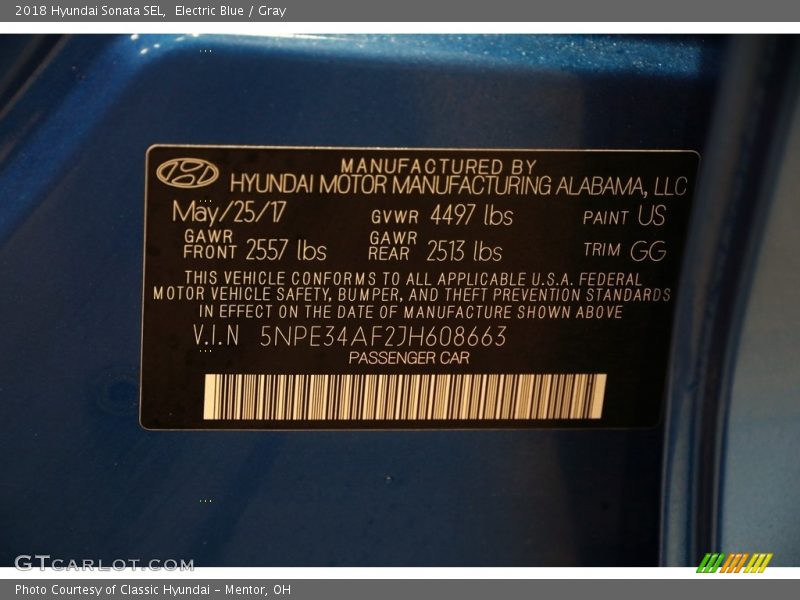 2018 Hyundai Sonata SEL, Electric Blue / Gray
MANUFACTURED BY
HYUNDAI MOTOR MANUFACTURING ALABAMA, LLC
May/25/17 GVWR 4497 lbs PAINT US
GAWR FRONT 2557 lbs GAWR REAR 2513 lbs TRIM GG
THIS VEHICLE CONFORMS TO ALL APPLICABLE U.S.A. FEDERAL
MOTOR VEHICLE SAFETY, BUMPER, AND THEFT PREVENTION STANDARDS
IN EFFECT ON THE DATE OF MANUFACTURE SHOWN ABOVE
V.I.N 5NPE34AF2JH608663
PASSENGER CAR
GTCARLOT.COM
Photo Courtesy of Classic Hyundai - Mentor, OH